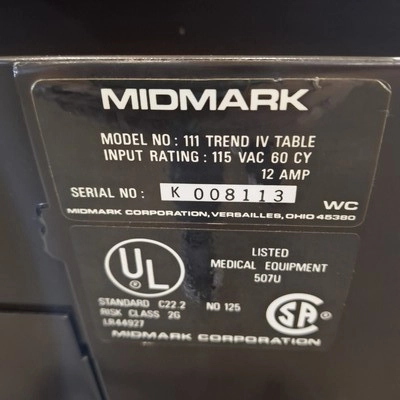 MIDMARK
MODEL NO: 111 TREND IV TABLE
INPUT RATING: 115 VAC 60 CY
12 AMP
SERIAL NO: K 008113
WC
MIDMARK CORPORATION, VERSAILLES, OHIO 45380
UL
LISTED
MEDICAL EQUIPMENT
507U
STANDARD C22.2 NO 125
RISK CLASS 2G
LR44927
CSA
MIDMARK CORPORATION